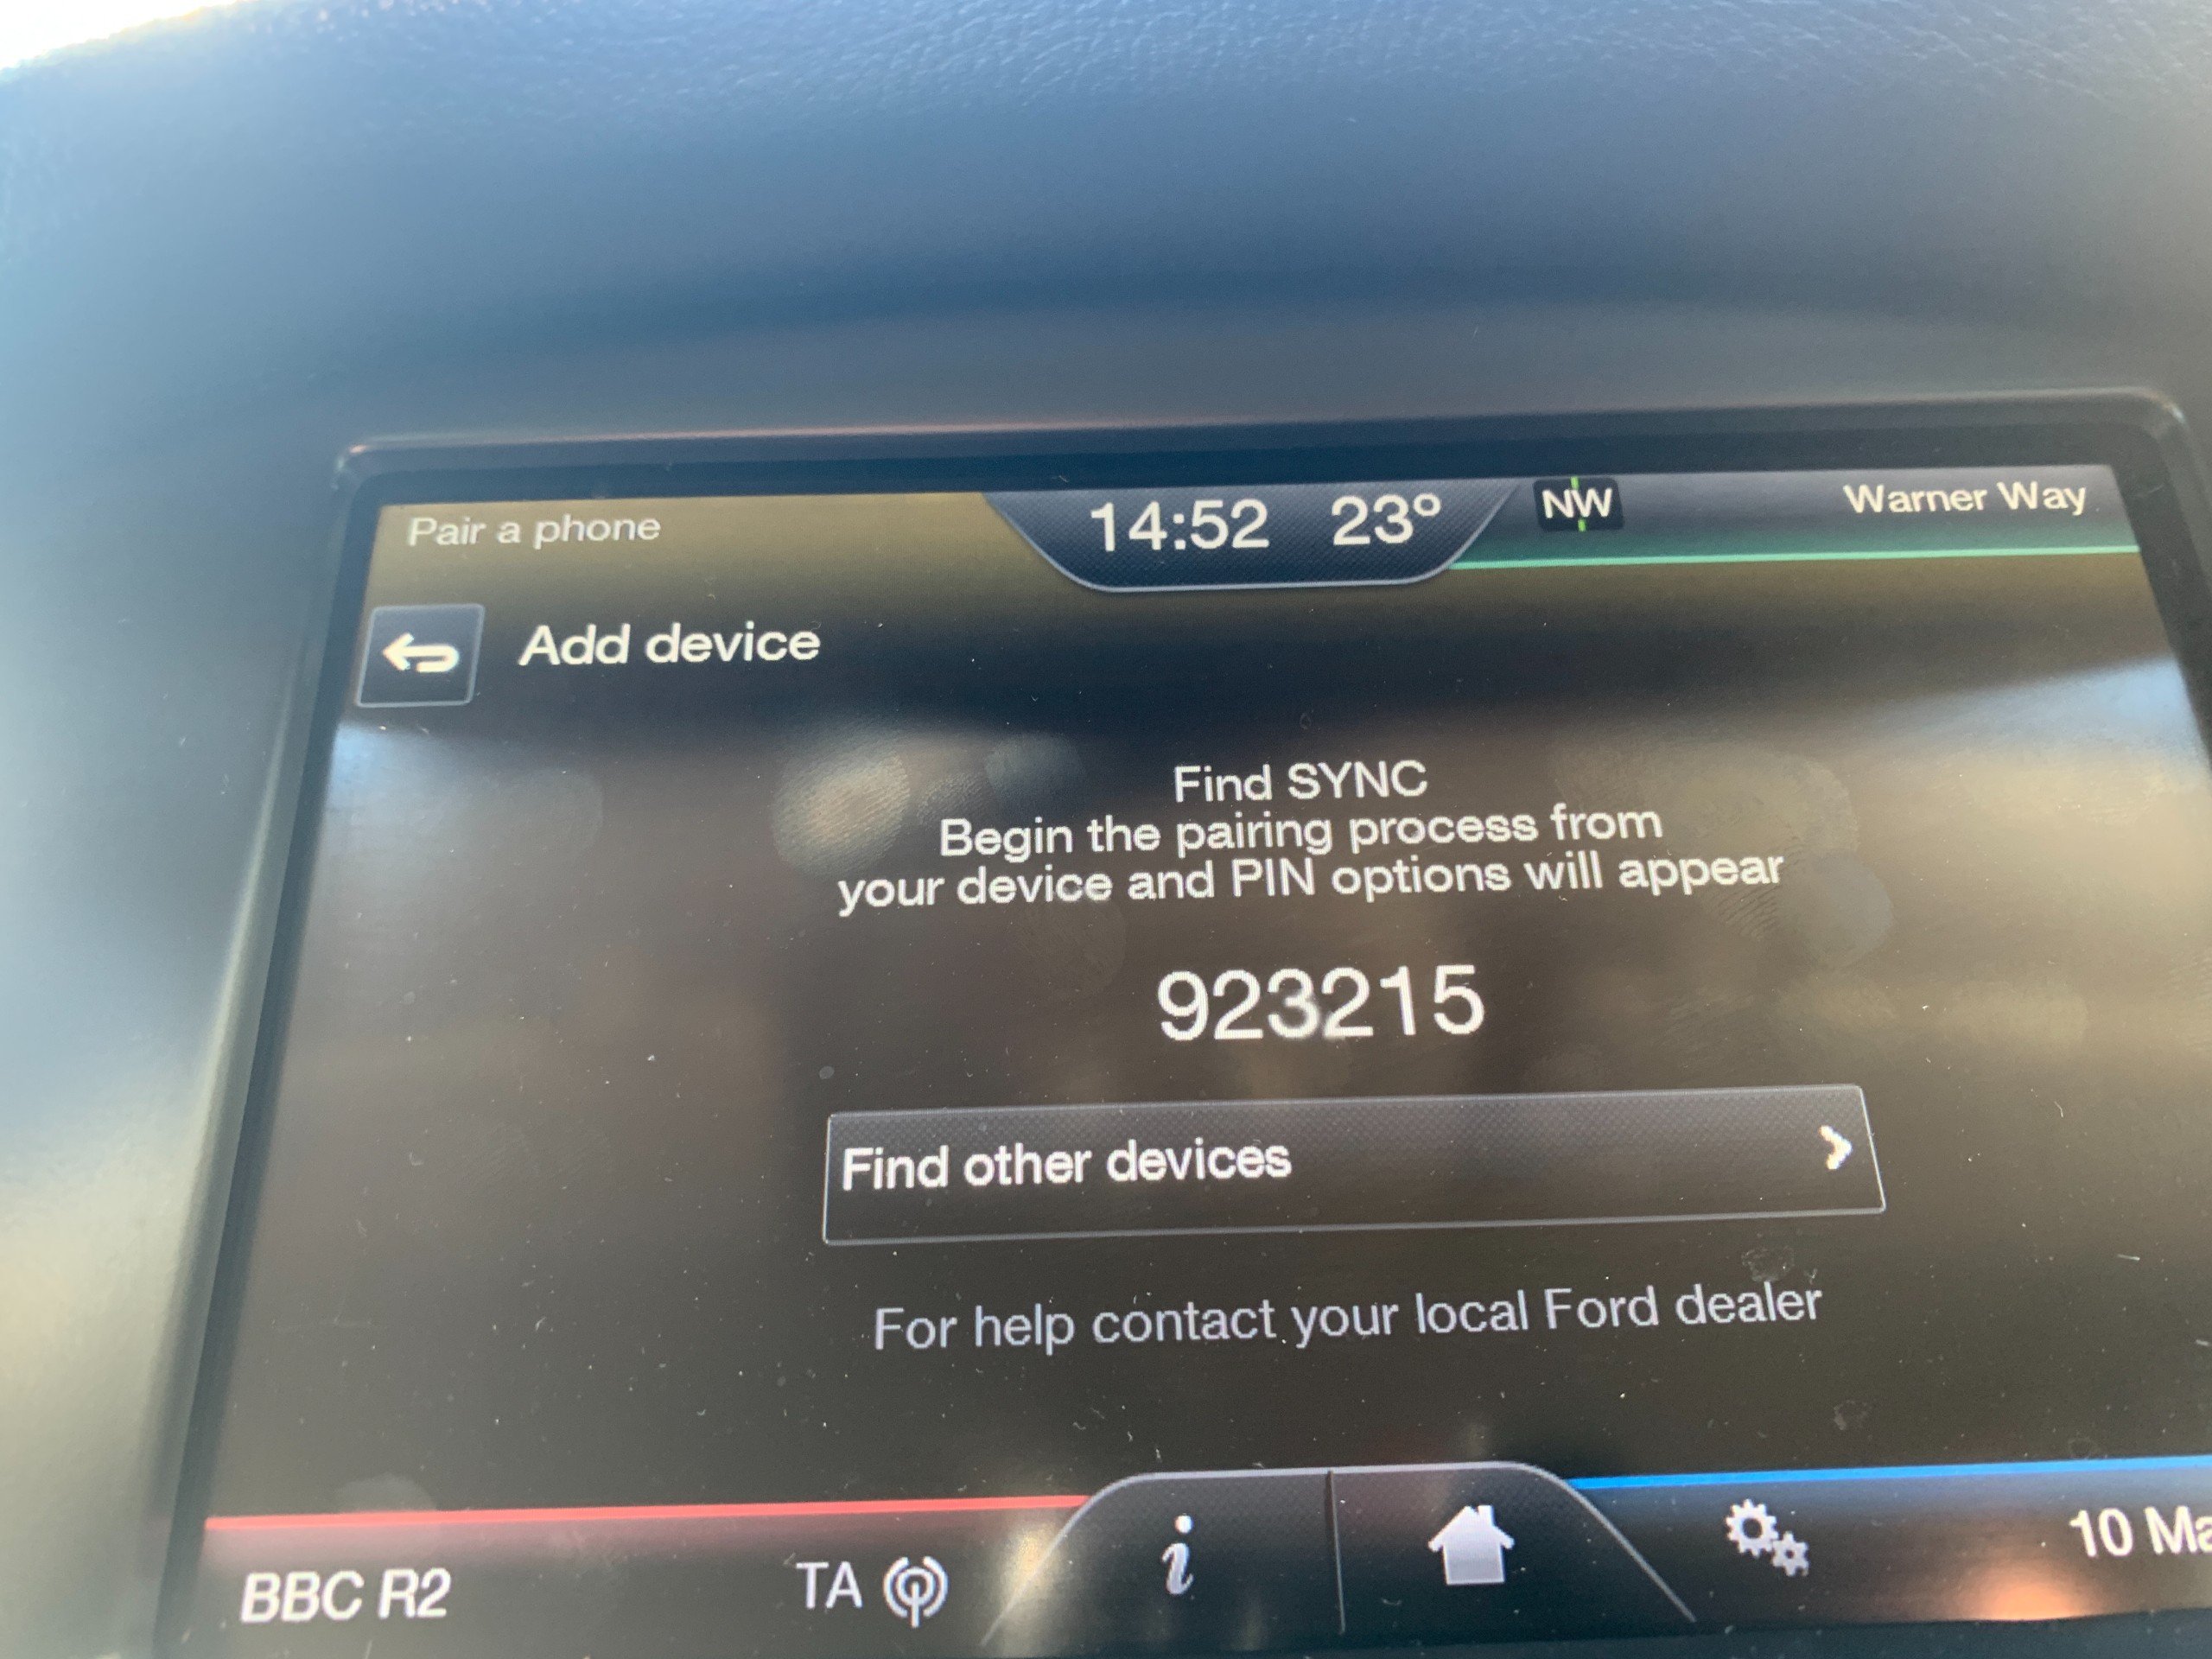 Pair a phone
14:52 23°
NW
Warner Way
Add device
Find SYNC
Begin the pairing process from
your device and PIN options will appear
923215
Find other devices
For help contact your local Ford dealer
BBC R2
TA
i
10 Ma